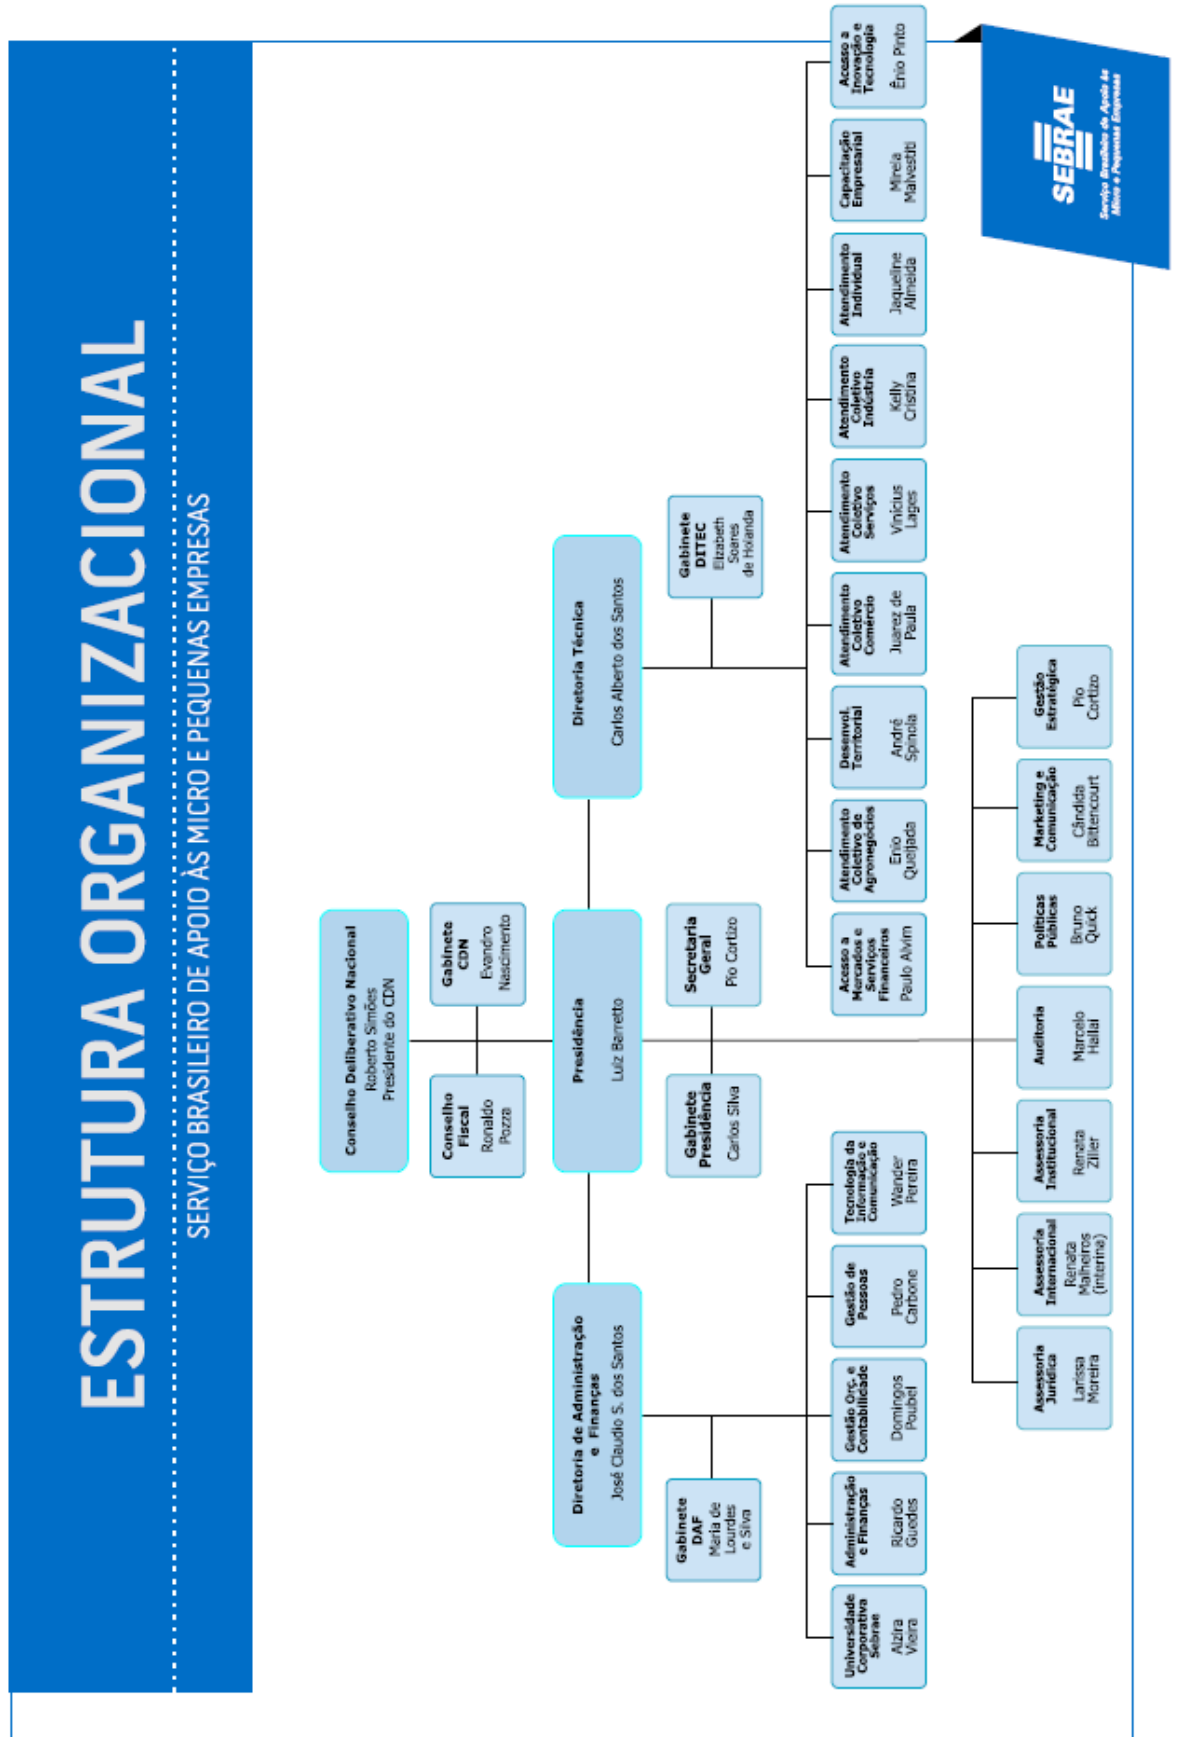 ESTRUTURA ORGANIZACIONAL
SERVIÇO BRASILEIRO DE APOIO ÀS MICRO E PEQUENAS EMPRESAS
Conselho Deliberativo Nacional
Roberto Simões
Presidente do CDN
Conselho
Fiscal
Ronaldo
Pozza
Gabinete
CDN
Evandro
Nascimento
Diretoria de Administração
e Finanças
José Claudio S. dos Santos
Presidência
Luiz Barretto
Diretoria Técnica
Carlos Alberto dos Santos
Gabinete
DAF
Maria de
Lourdes
e Silva
Gabinete
Presidência
Carlos Silva
Secretaria
Geral
Pio Cortizo
Gabinete
DITEC
Elizabeth
Soares
de Holanda
Universidade
Corporativa
Sebrae
Alzira
Vieira
Administração
e Finanças
Ricardo
Guedes
Gestão Orç. e
Contabilidade
Domingos
Poubel
Gestão de
Pessoas
Pedro
Carbone
Tecnologia da
Informação e
Comunicação
Wander
Pereira
Acesso a
Mercados e
Serviços
Financeiros
Paulo Alvim
Atendimento
Coletivo de
Agronegócios
Enio
Queijada
Desenvol.
Territorial
André
Spinola
Atendimento
Coletivo
Comércio
Juarez de
Paula
Atendimento
Coletivo
Serviços
Vinicius
Lages
Atendimento
Coletivo
Indústria
Kelly
Cristina
Atendimento
Individual
Jaqueline
Almeida
Capacitação
Empresarial
Mirela
Malvestiti
Acesso a
Inovação e
Tecnologia
Ênio Pinto
Assessoria
Jurídica
Larissa
Moreira
Assessoria
Internacional
Renata
Malheiros
(interina)
Assessoria
Institucional
Renata
Zilier
Auditoria
Marcelo
Hallai
Políticas
Públicas
Bruno
Quick
Marketing e
Comunicação
Cândida
Bittencourt
Gestão
Estratégica
Pio
Cortizo
SEBRAE
Serviço Brasileiro de Apoio às
Micro e Pequenas Empresas